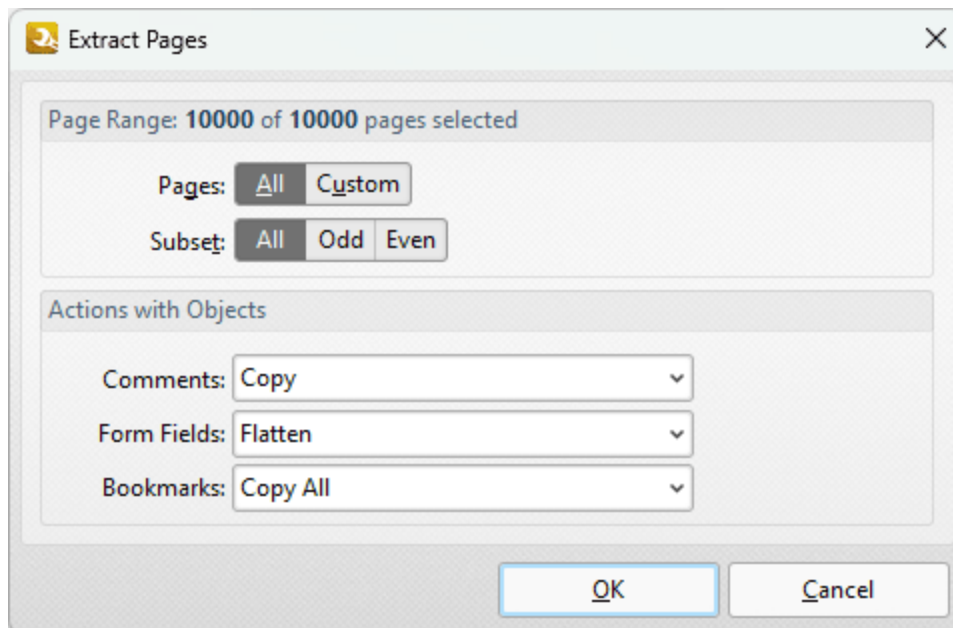 Extract Pages
Page Range: 10000 of 10000 pages selected
Pages: All Custom
Subset: All Odd Even
Actions with Objects
Comments: Copy
Form Fields: Flatten
Bookmarks: Copy All
OK Cancel